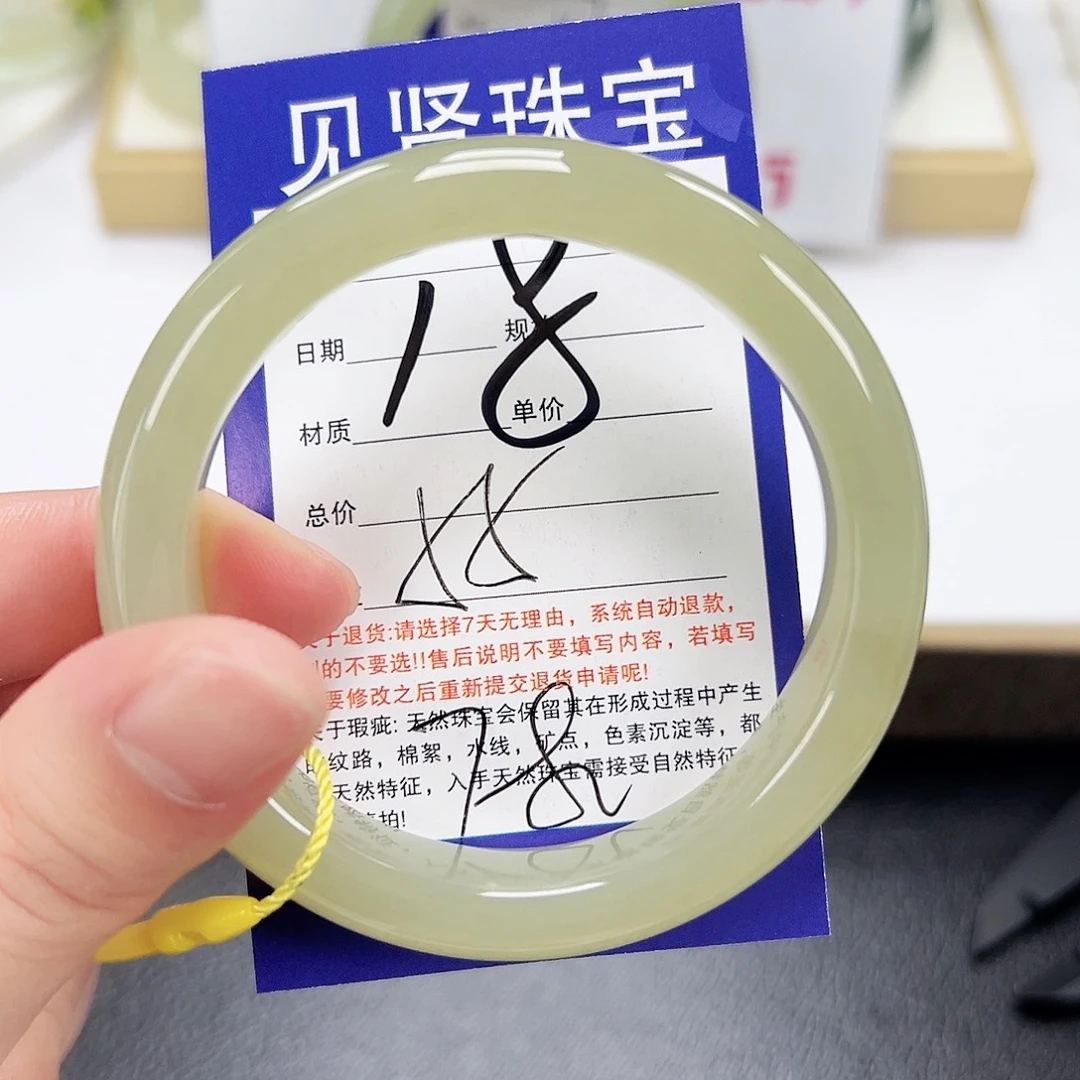 见贤珠宝
18
日期 规
材质 单价
总价 88
于退货:请选择7天无理由，系统自动退款，
的不要选!!售后说明不要填写内容，若填写
要修改之后重新提交退货申请呢!
于瑕疵: 天然珠宝会保留其在形成过程中产生
纹路，棉絮，水线，矿点，色素沉淀等，都
天然特征，入手天然珠宝需接受自然特征
拍!
78